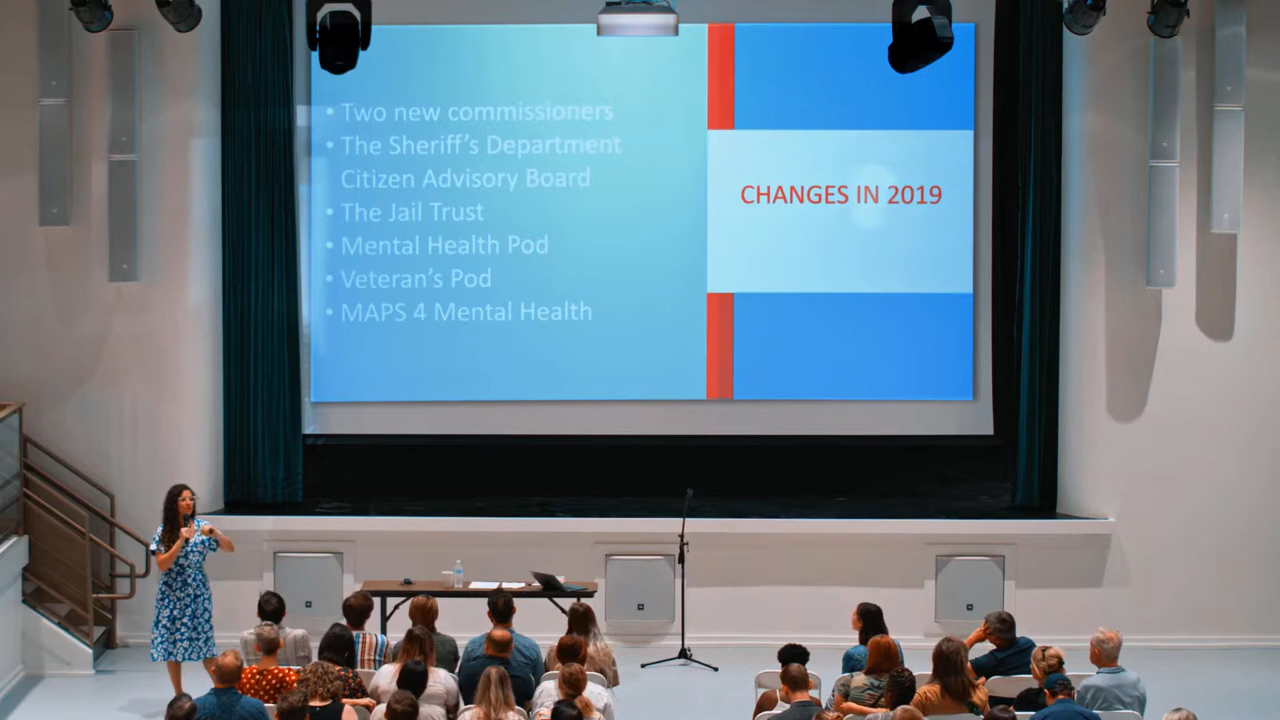 • Two new commissioners
• The Sheriff's Department
Citizen Advisory Board
• The Jail Trust
• Mental Health Pod
• Veteran's Pod
• MAPS 4 Mental Health
CHANGES IN 2019